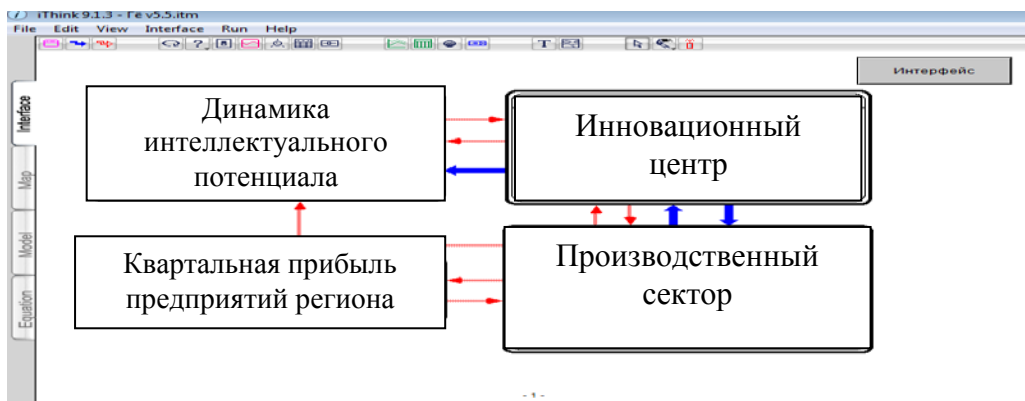 iThink 9.1.3 - Ге v5.5.itm
File Edit View Interface Run Help
Интерфейс
Interface
Map
Model
Equation
Динамика
интеллектуального
потенциала
Инновационный
центр
Квартальная прибыль
предприятий региона
Производственный
сектор
- 1 -